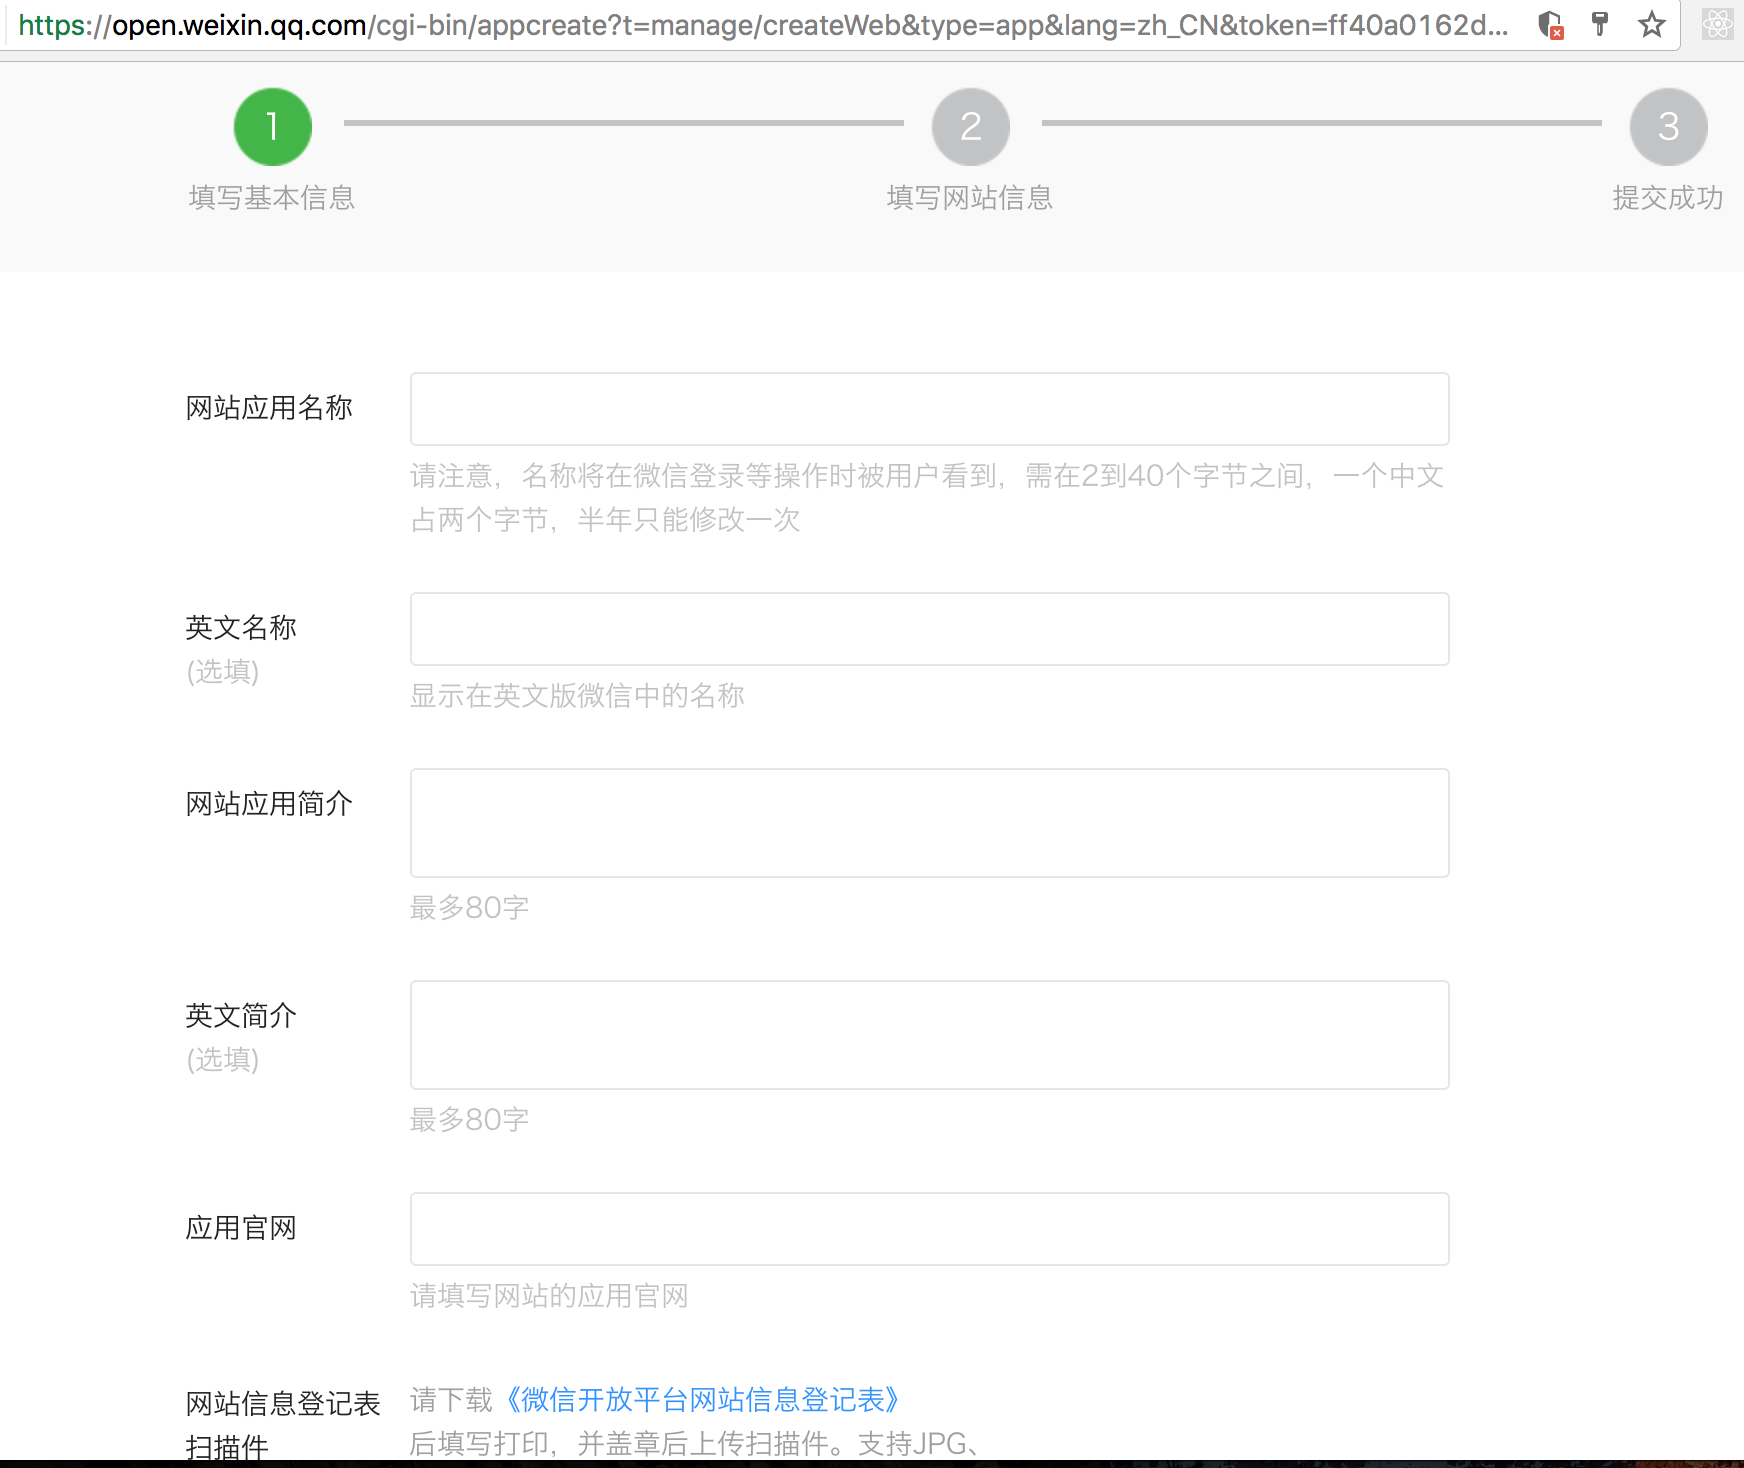 https://open.weixin.qq.com/cgi-bin/appcreate?t=manage/createWeb&type=app&lang=zh_CN&token=ff40a0162d...
1
2
3
填写基本信息
填写网站信息
提交成功
网站应用名称
请注意，名称将在微信登录等操作时被用户看到，需在2到40个字节之间，一个中文
占两个字节，半年只能修改一次
英文名称
(选填)
显示在英文版微信中的名称
网站应用简介
最多80字
英文简介
(选填)
最多80字
应用官网
请填写网站的应用官网
网站信息登记表
扫描件
请下载《微信开放平台网站信息登记表》
后填写打印，并盖章后上传扫描件。支持JPG、